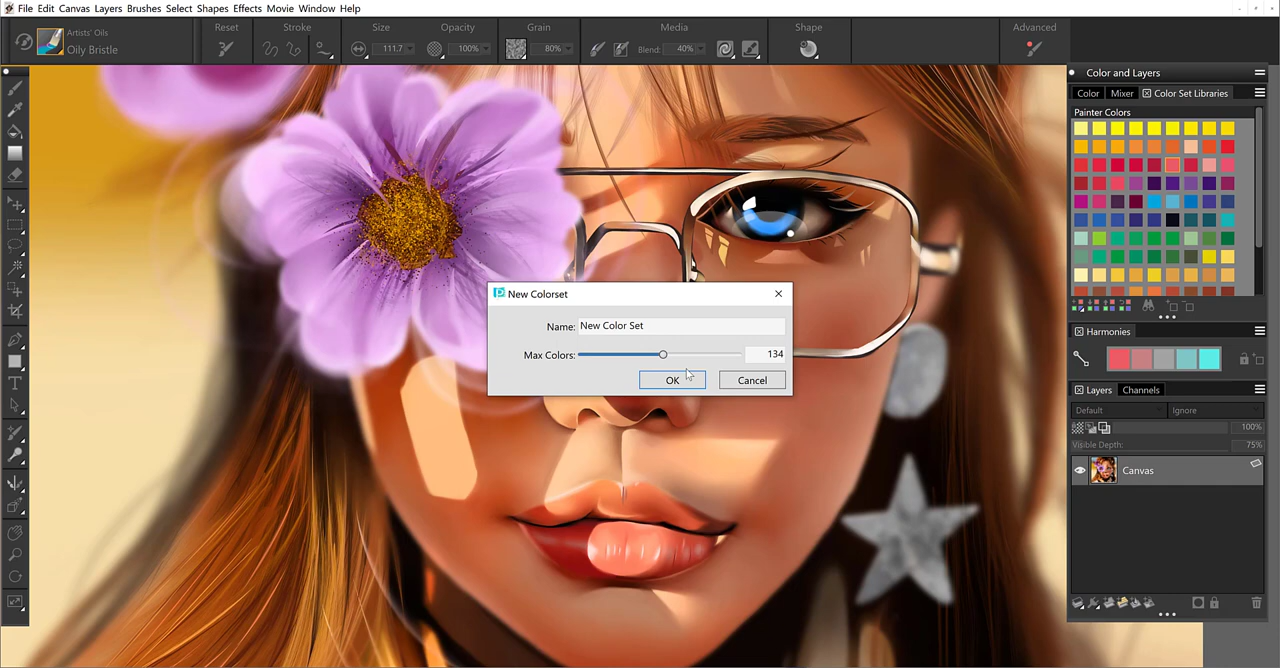 File Edit Canvas Layers Brushes Select Shapes Effects Movie Window Help
Artists' Oils
Oily Bristle
Reset
Stroke
Size
111.7
Opacity
100%
Grain
80%
Media
Blend: 40%
Shape
Advanced
Color and Layers
Color Mixer Color Set Libraries
Painter Colors
New Colorset
Name: New Color Set
Max Colors: 134
OK Cancel
Harmonies
Layers Channels
Default Ignore
100%
Visible Depth: 75%
Canvas